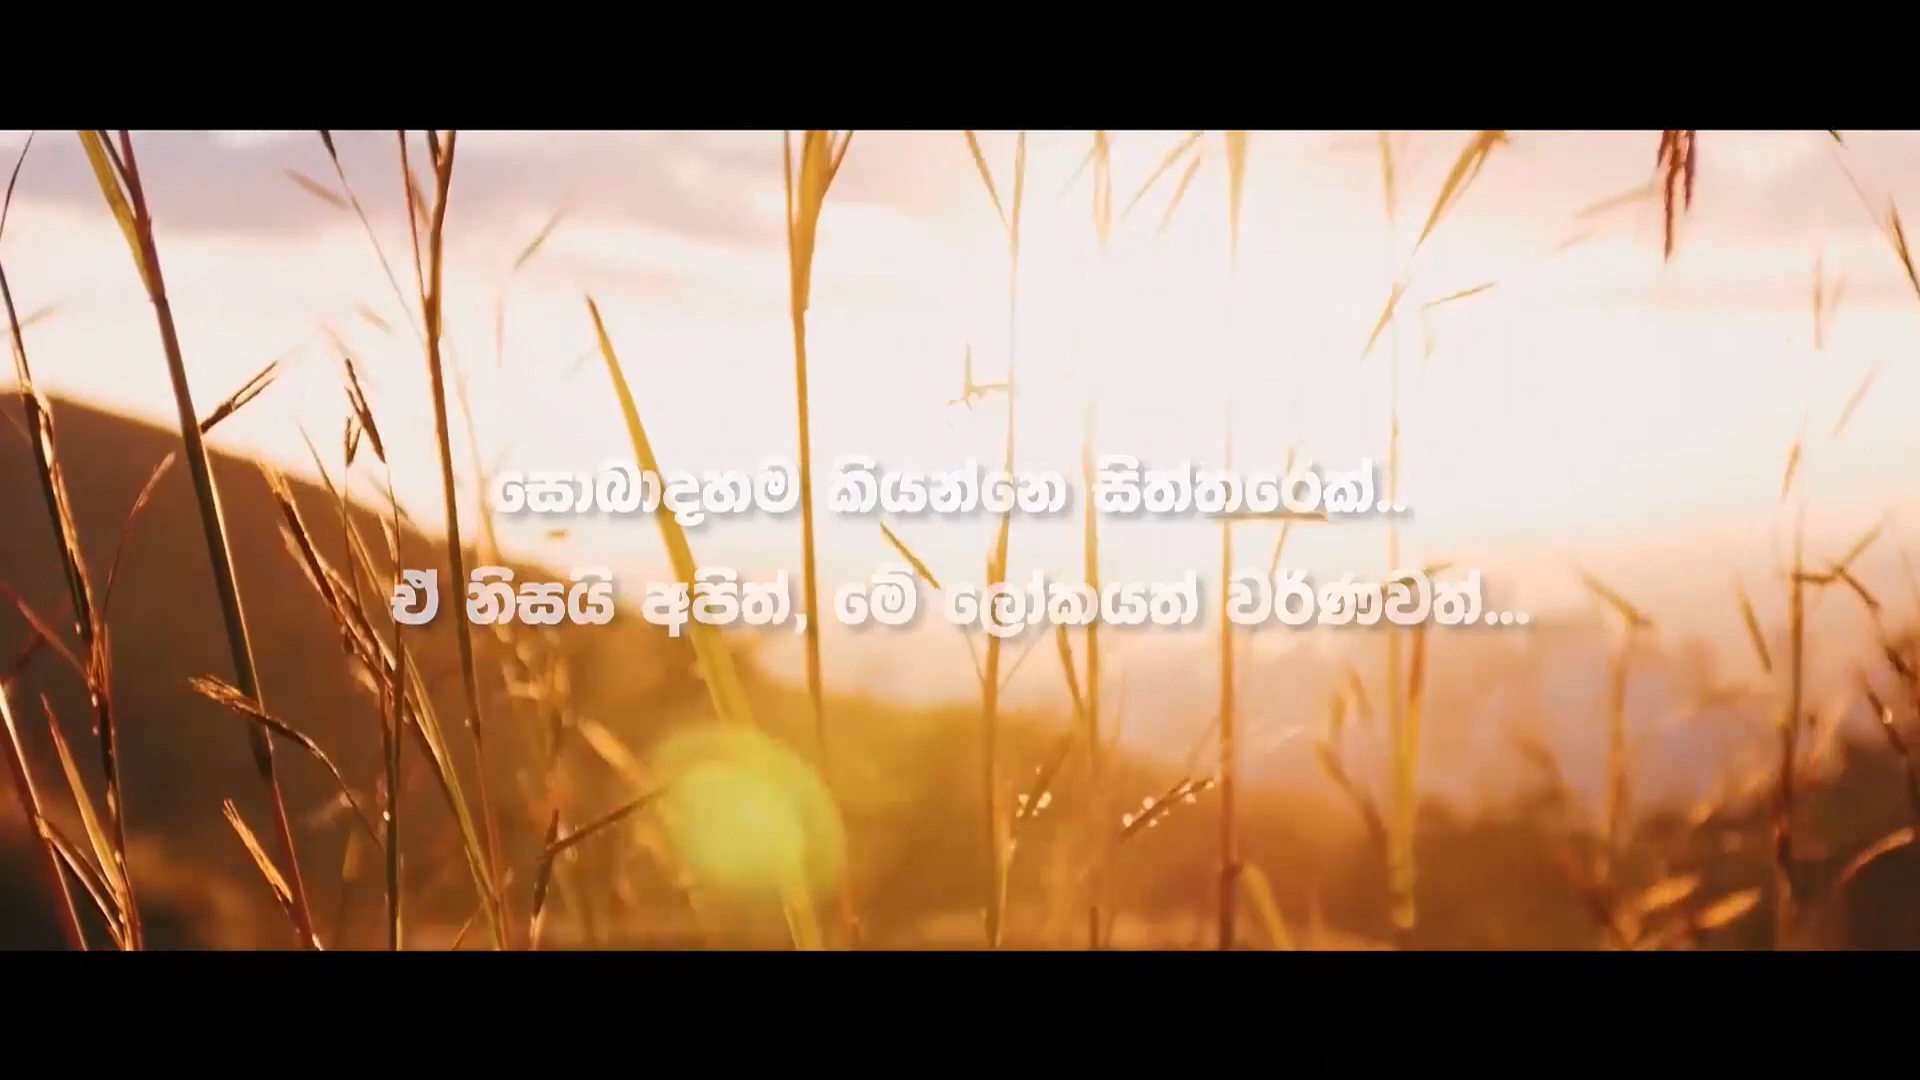 සොබාදහම කියන්නෙ සිත්තරෙක්..
ඒ නිසයි අපිත්, මේ ලෝකයත් වර්ණවත්...